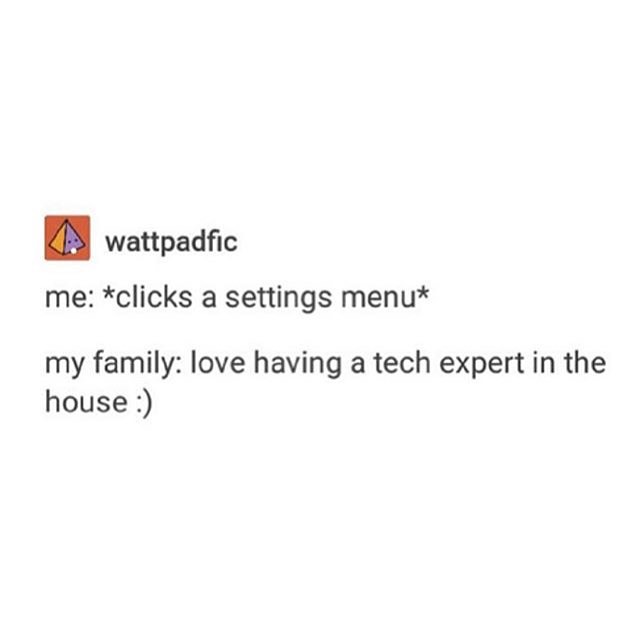 wattpadfic
me: *clicks a settings menu*
my family: love having a tech expert in the
house :)